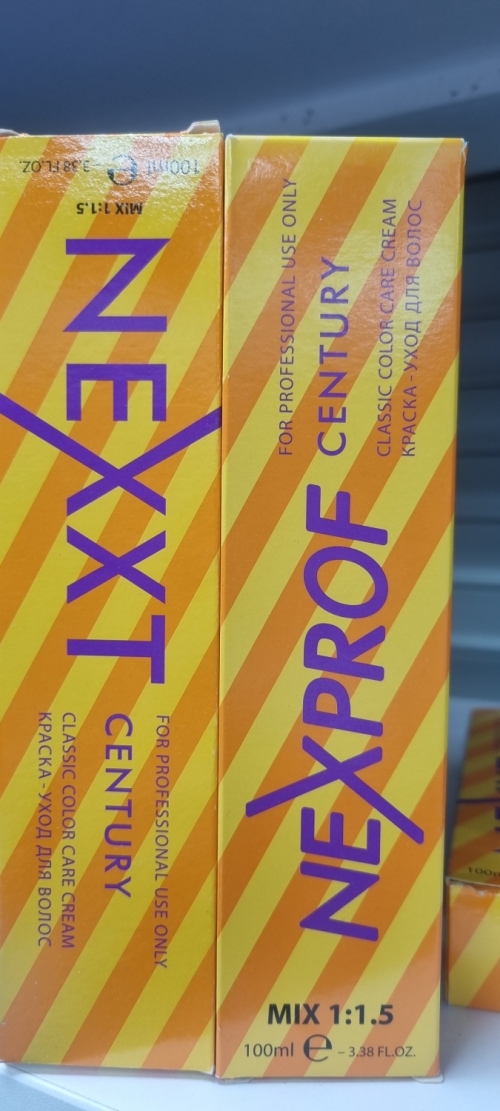 NEXXT
CENTURY
FOR PROFESSIONAL USE ONLY
CLASSIC COLOR CARE CREAM
КРАСКА-УХОД ДЛЯ ВОЛОС
MIX 1:1.5
100ml e – 3.38 FL.OZ.
NEXPROF
CENTURY
FOR PROFESSIONAL USE ONLY
CLASSIC COLOR CARE CREAM
КРАСКА-УХОД ДЛЯ ВОЛОС
MIX 1:1.5
100ml e – 3.38 FL.OZ.